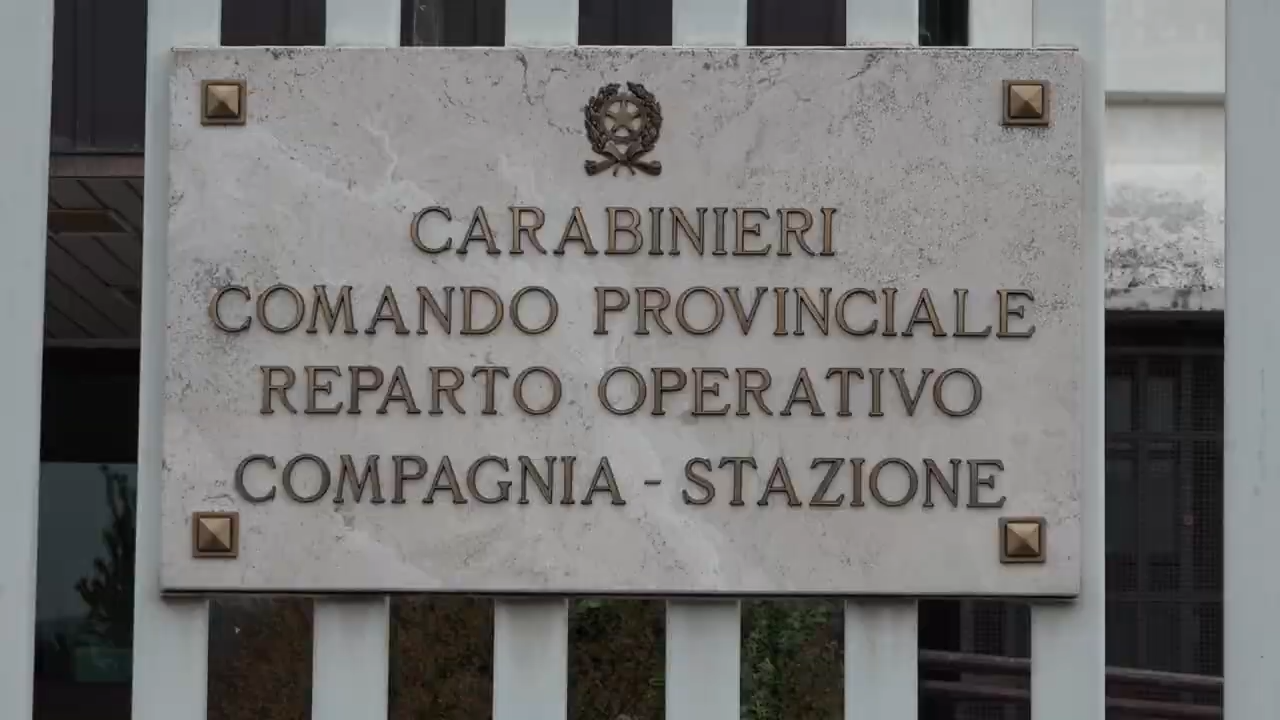 CARABINIERI
COMANDO PROVINCIALE
REPARTO OPERATIVO
COMPAGNIA - STAZIONE